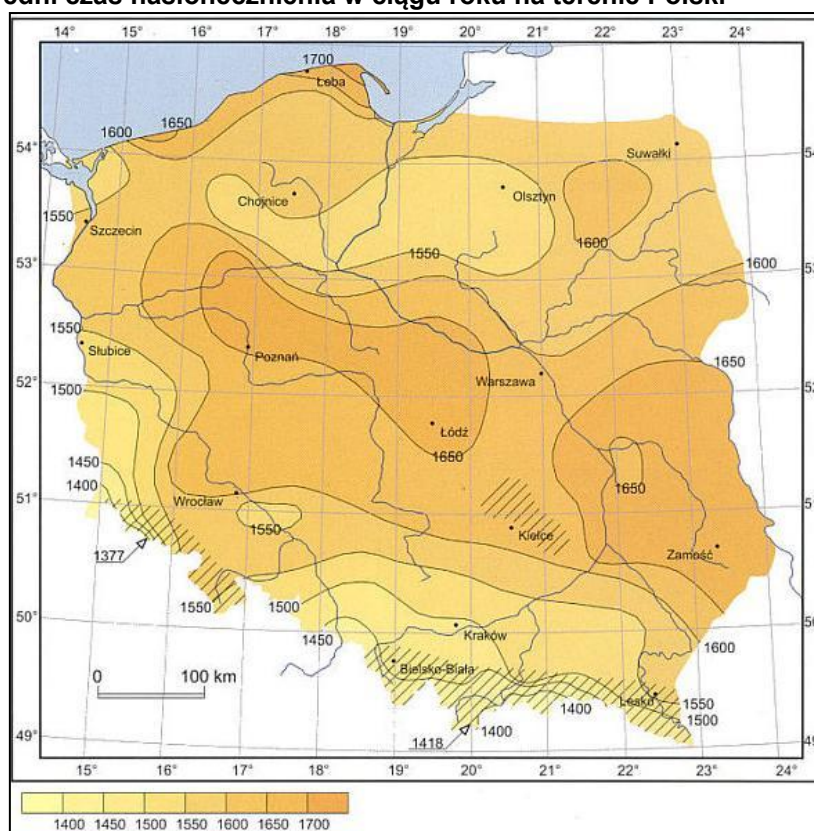 czas nasłonecznienia w ciągu roku na terenie Polski
14° 15° 16° 17° 18° 19° 20° 21° 22° 23° 24°
1700
Łeba
1650
1600
54°
Suwałki
Chojnice
Olsztyn
1550
Szczecin
1600
1550
53°
1600
1550
Słubice
1650
Poznań
Warszawa
52°
1500
Łódź
1650
1450
1400
51°
Wrocław
1650
1550
Kielce
1377
Zamość
1550
1500
50°
1450
Kraków
1600
0 100 km
Bielsko-Biała
Lesko
1550
1500
1400
49°
1418
1400
15° 16° 17° 18° 19° 20° 21° 22° 23°
1400 1450 1500 1550 1600 1650 1700